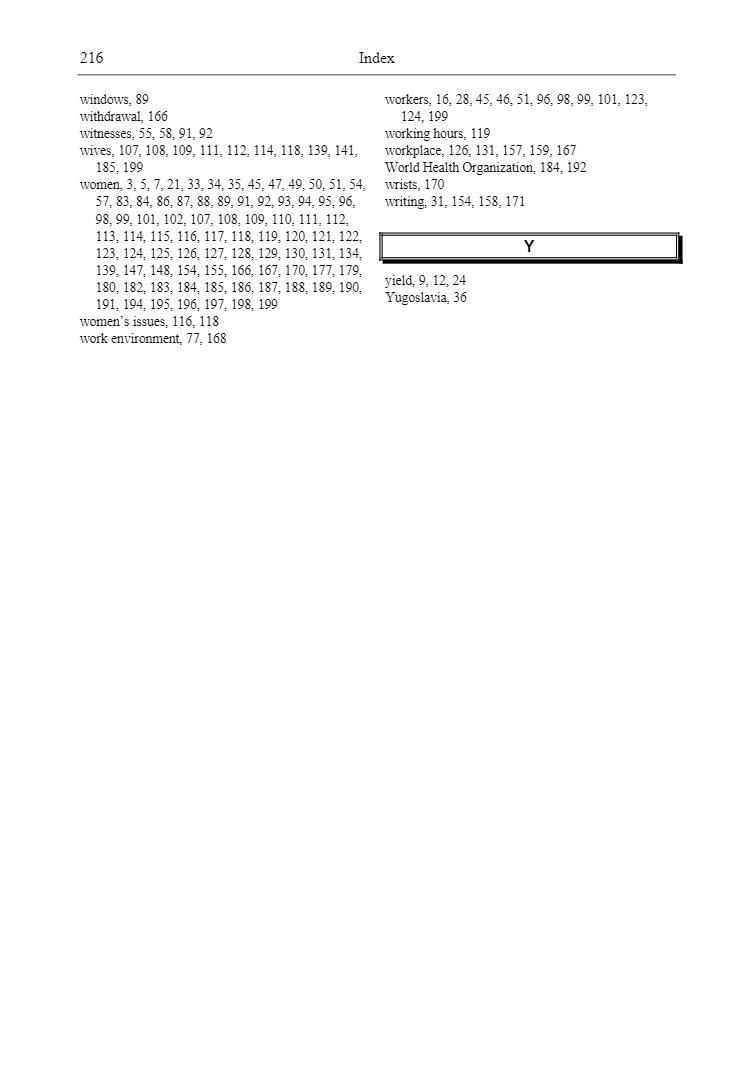 216
Index
windows, 89
withdrawal, 166
witnesses, 55, 58, 91, 92
wives, 107, 108, 109, 111, 112, 114, 118, 139, 141,
185, 199
women, 3, 5, 7, 21, 33, 34, 35, 45, 47, 49, 50, 51, 54,
57, 83, 84, 86, 87, 88, 89, 91, 92, 93, 94, 95, 96,
98, 99, 101, 102, 107, 108, 109, 110, 111, 112,
113, 114, 115, 116, 117, 118, 119, 120, 121, 122,
123, 124, 125, 126, 127, 128, 129, 130, 131, 134,
139, 147, 148, 154, 155, 166, 167, 170, 177, 179,
180, 182, 183, 184, 185, 186, 187, 188, 189, 190,
191, 194, 195, 196, 197, 198, 199
women’s issues, 116, 118
work environment, 77, 168
workers, 16, 28, 45, 46, 51, 96, 98, 99, 101, 123,
124, 199
working hours, 119
workplace, 126, 131, 157, 159, 167
World Health Organization, 184, 192
wrists, 170
writing, 31, 154, 158, 171
Y
yield, 9, 12, 24
Yugoslavia, 36